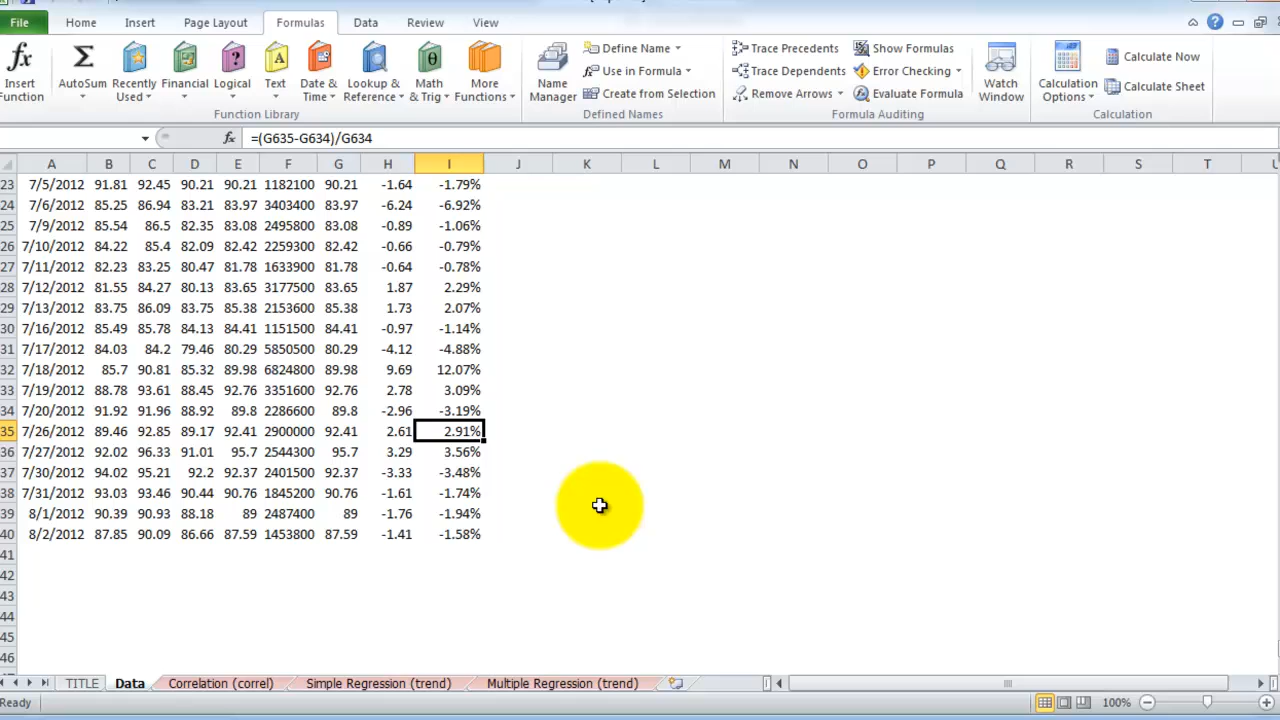 File Home Insert Page Layout Formulas Data Review View
fx Σ θ A ?
Define Name Trace Precedents Show Formulas
Insert Function AutoSum Recently Used Financial Logical Text Date & Time Lookup & Reference Math & Trig More Functions Name Manager Use in Formula Trace Dependents Error Checking Watch Window Calculation Options Calculate Now
Create from Selection Remove Arrows Evaluate Formula Calculate Sheet
Function Library Defined Names Formula Auditing Calculation
fx =(G635-G634)/G634
A B C D E F G H I J K L M N O P Q R S T
23 7/5/2012 91.81 92.45 90.21 90.21 1182100 90.21 -1.64 -1.79%
24 7/6/2012 85.25 86.94 83.21 83.97 3403400 83.97 -6.24 -6.92%
25 7/9/2012 85.54 86.5 82.35 83.08 2495800 83.08 -0.89 -1.06%
26 7/10/2012 84.22 85.4 82.09 82.42 2259300 82.42 -0.66 -0.79%
27 7/11/2012 82.23 83.25 80.47 81.78 1633900 81.78 -0.64 -0.78%
28 7/12/2012 81.55 84.27 80.13 83.65 3177500 83.65 1.87 2.29%
29 7/13/2012 83.75 86.09 83.75 85.38 2153600 85.38 1.73 2.07%
30 7/16/2012 85.49 85.78 84.13 84.41 1151500 84.41 -0.97 -1.14%
31 7/17/2012 84.03 84.2 79.46 80.29 5850500 80.29 -4.12 -4.88%
32 7/18/2012 85.7 90.81 85.32 89.98 6824800 89.98 9.69 12.07%
33 7/19/2012 88.78 93.61 88.45 92.76 3351600 92.76 2.78 3.09%
34 7/20/2012 91.92 91.96 88.92 89.8 2286600 89.8 -2.96 -3.19%
35 7/26/2012 89.46 92.85 89.17 92.41 2900000 92.41 2.61 2.91%
36 7/27/2012 92.02 96.33 91.01 95.7 2544300 95.7 3.29 3.56%
37 7/30/2012 94.02 95.21 92.2 92.37 2401500 92.37 -3.33 -3.48%
38 7/31/2012 93.03 93.46 90.44 90.76 1845200 90.76 -1.61 -1.74%
39 8/1/2012 90.39 90.93 88.18 89 2487400 89 -1.76 -1.94%
40 8/2/2012 87.85 90.09 86.66 87.59 1453800 87.59 -1.41 -1.58%
41
42
43
44
45
46
TITLE Data Correlation (correl) Simple Regression (trend) Multiple Regression (trend)
Ready 100%